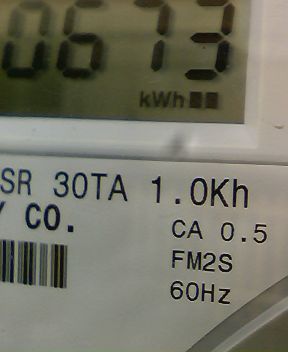 0673
kWh
SR 30TA 1.0Kh
Y CO.
CA 0.5
FM2S
60Hz